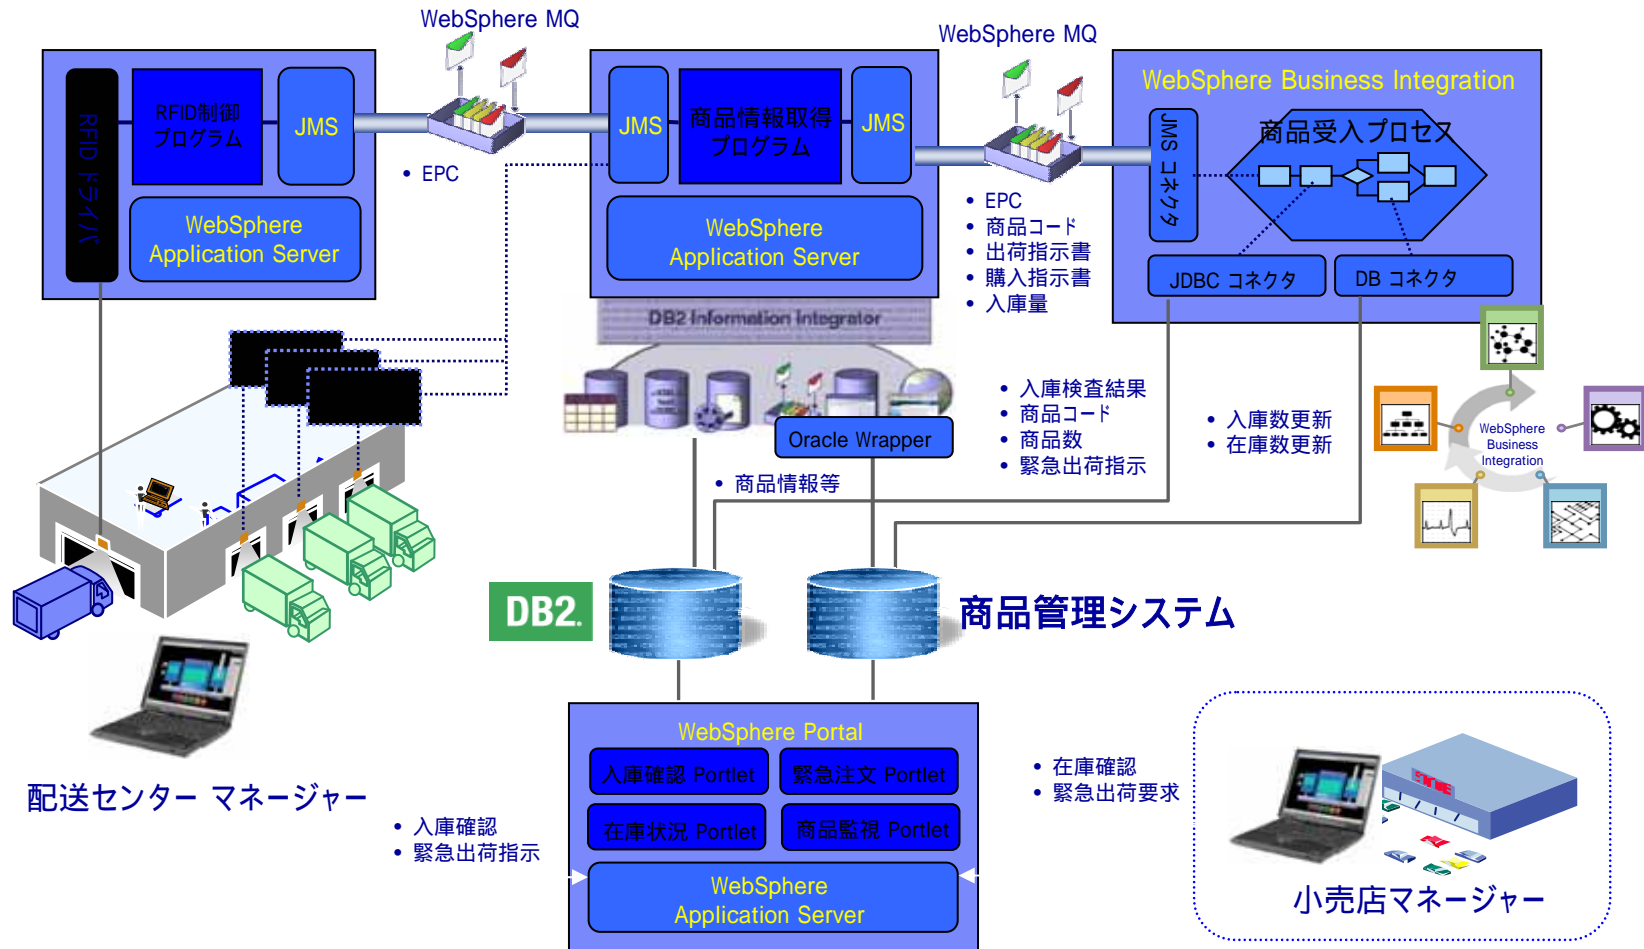 WebSphere MQ
WebSphere MQ
RFID ドライバ
RFID制御
プログラム
JMS
WebSphere
Application Server
• EPC
JMS
商品情報取得
プログラム
JMS
WebSphere
Application Server
DB2 Information Integrator
Oracle Wrapper
• EPC
• 商品コード
• 出荷指示書
• 購入指示書
• 入庫量
WebSphere Business Integration
JMS コネクタ
商品受入プロセス
JDBC コネクタ
DB コネクタ
• 入庫検査結果
• 商品コード
• 商品数
• 緊急出荷指示
• 入庫数更新
• 在庫数更新
WebSphere
Business
Integration
• 商品情報等
DB2.
商品管理システム
配送センター マネージャー
• 入庫確認
• 緊急出荷指示
WebSphere Portal
入庫確認 Portlet
緊急注文 Portlet
在庫状況 Portlet
商品監視 Portlet
WebSphere
Application Server
• 在庫確認
• 緊急出荷要求
小売店マネージャー